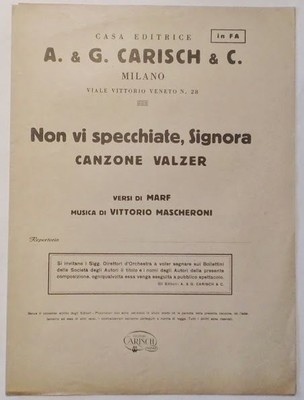 CASA EDITRICE
in FA
A. & G. CARISCH & C.
MILANO
VIALE VITTORIO VENETO N. 28
Non vi specchiate, Signora
CANZONE VALZER
VERSI DI MARF
MUSICA DI VITTORIO MASCHERONI
Repertorio
Si invitano i Sigg. Direttori d'Orchestra a voler segnare sui Bollettini
della Società degli Autori il titolo e i nomi degli Autori della presente
composizione, ogniqualvolta essa venga eseguita a pubblico spettacolo.
Gli Editori: A. & G. CARISCH & C.
CARISCH